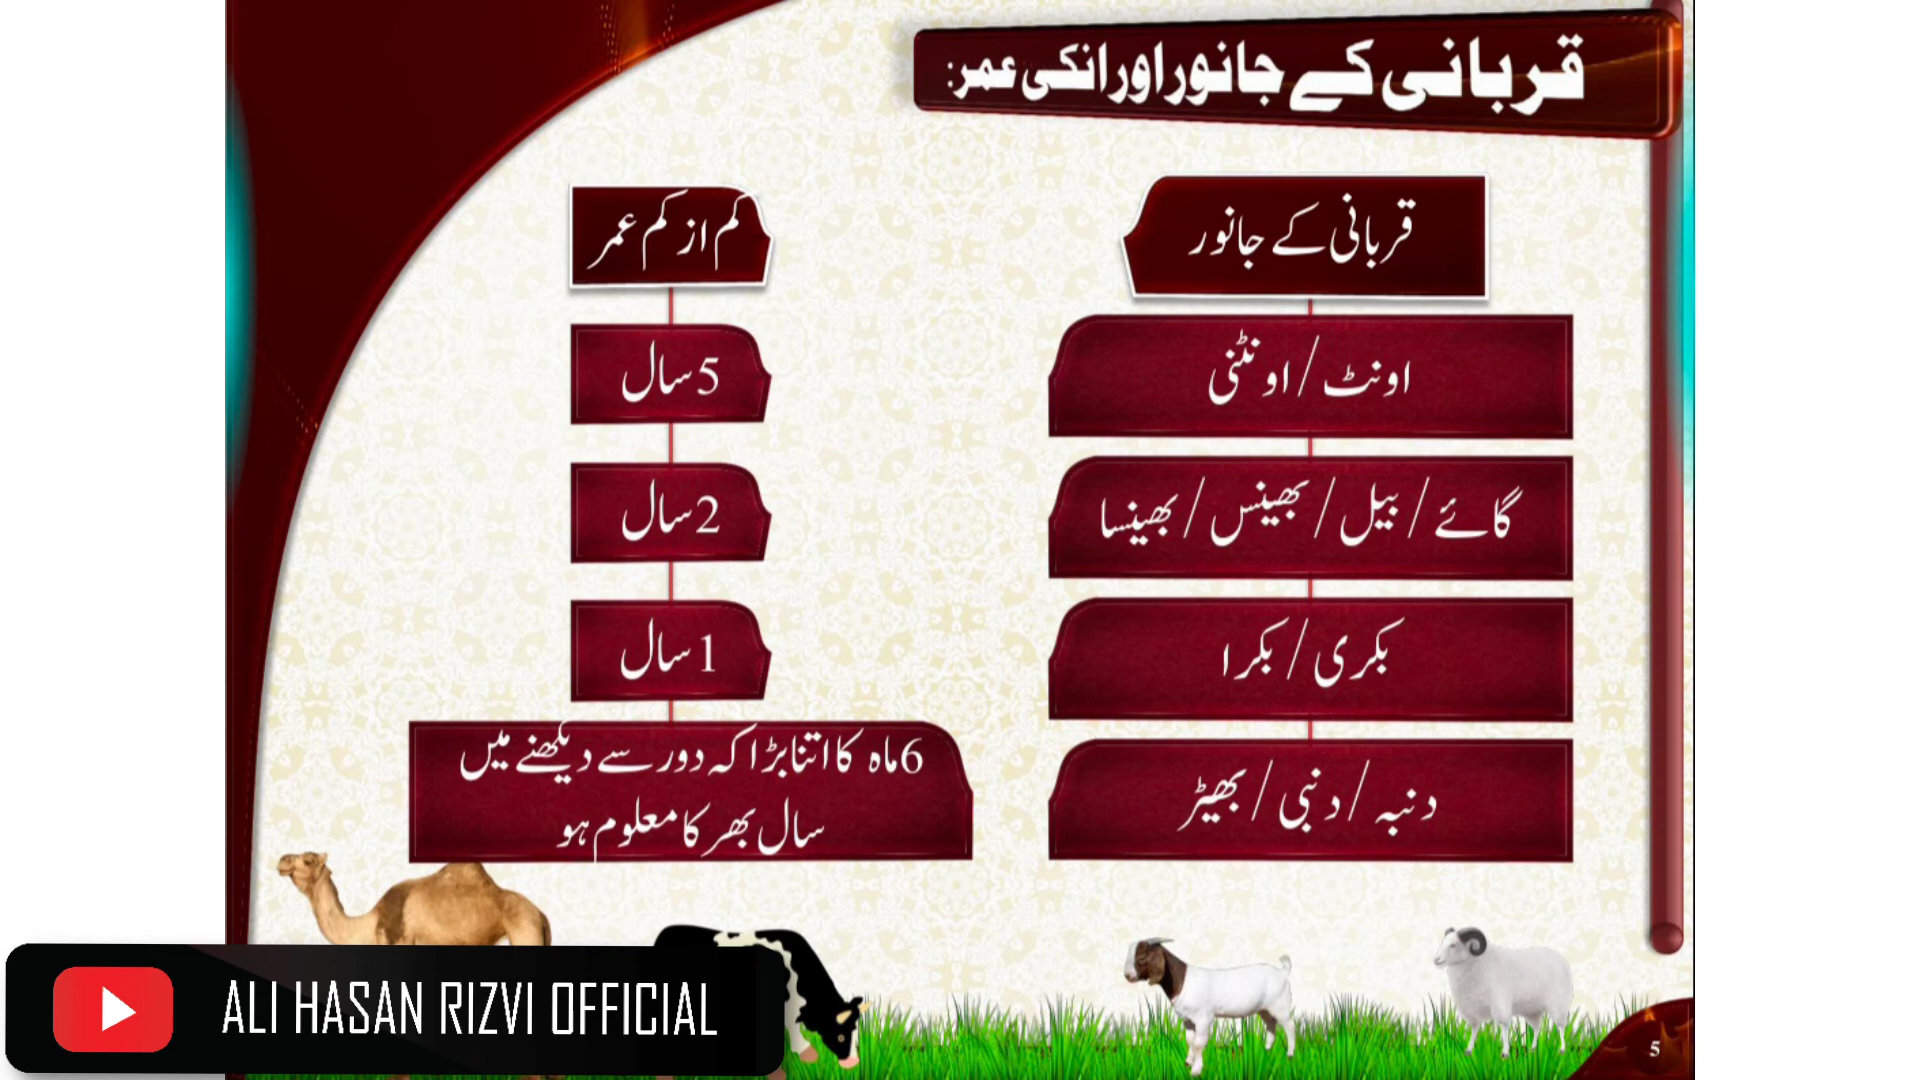 قربانی کے جانور اور انکی عمر:
قربانی کے جانور
کم از کم عمر
اونٹ / اونٹنی
5 سال
گائے / بیل / بھینس / بھینسا
2 سال
بکری / بکرا
1 سال
دنبہ / دنبی / بھیڑ
6 ماہ کا اتنا بڑا کہ دور سے دیکھنے میں
سال بھر کا معلوم ہو
ALI HASAN RIZVI OFFICIAL
5